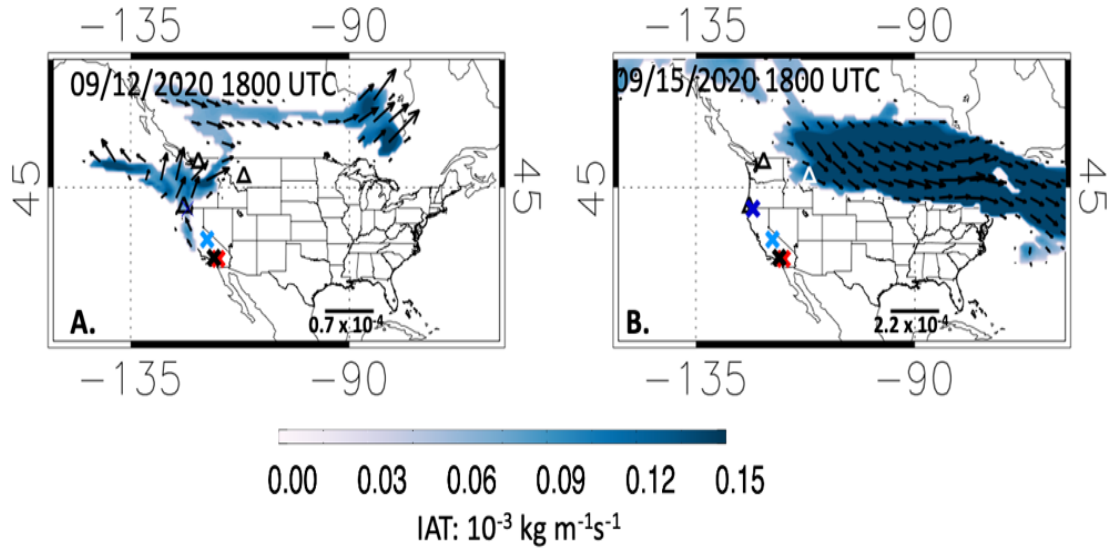 -135 -90 -135 -90
09/12/2020 1800 UTC 09/15/2020 1800 UTC
45 45 45 45
A. 0.7 x 10-4 B. 2.2 x 10-4
-135 -90 -135 -90
0.00 0.03 0.06 0.09 0.12 0.15
IAT: 10-3 kg m-1s-1